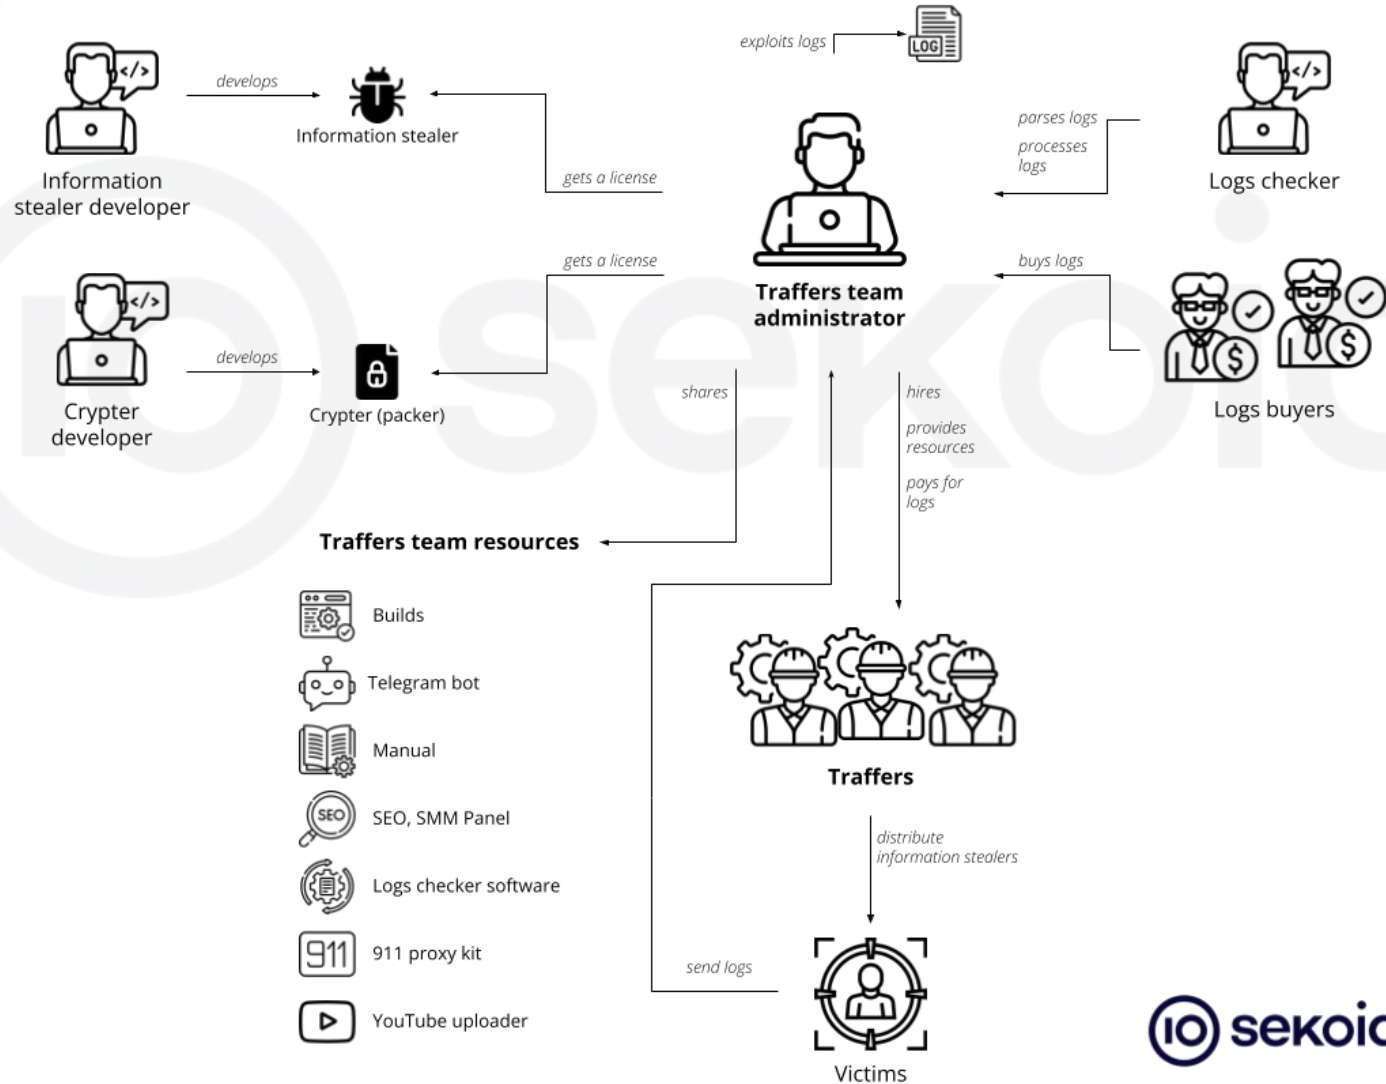 exploits logs
LOG
</>
develops
Information stealer
Information
stealer developer
gets a license
parses logs
processes
logs
</>
Logs checker
Traffers team
administrator
</>
develops
Crypter (packer)
Crypter
developer
gets a license
buys logs
$
$
Logs buyers
shares
hires
provides
resources
pays for
logs
Traffers team resources
Builds
Telegram bot
Manual
SEO
SEO, SMM Panel
Logs checker software
911
911 proxy kit
YouTube uploader
Traffers
distribute
information stealers
send logs
Victims
IO sekoia
IO sekoi